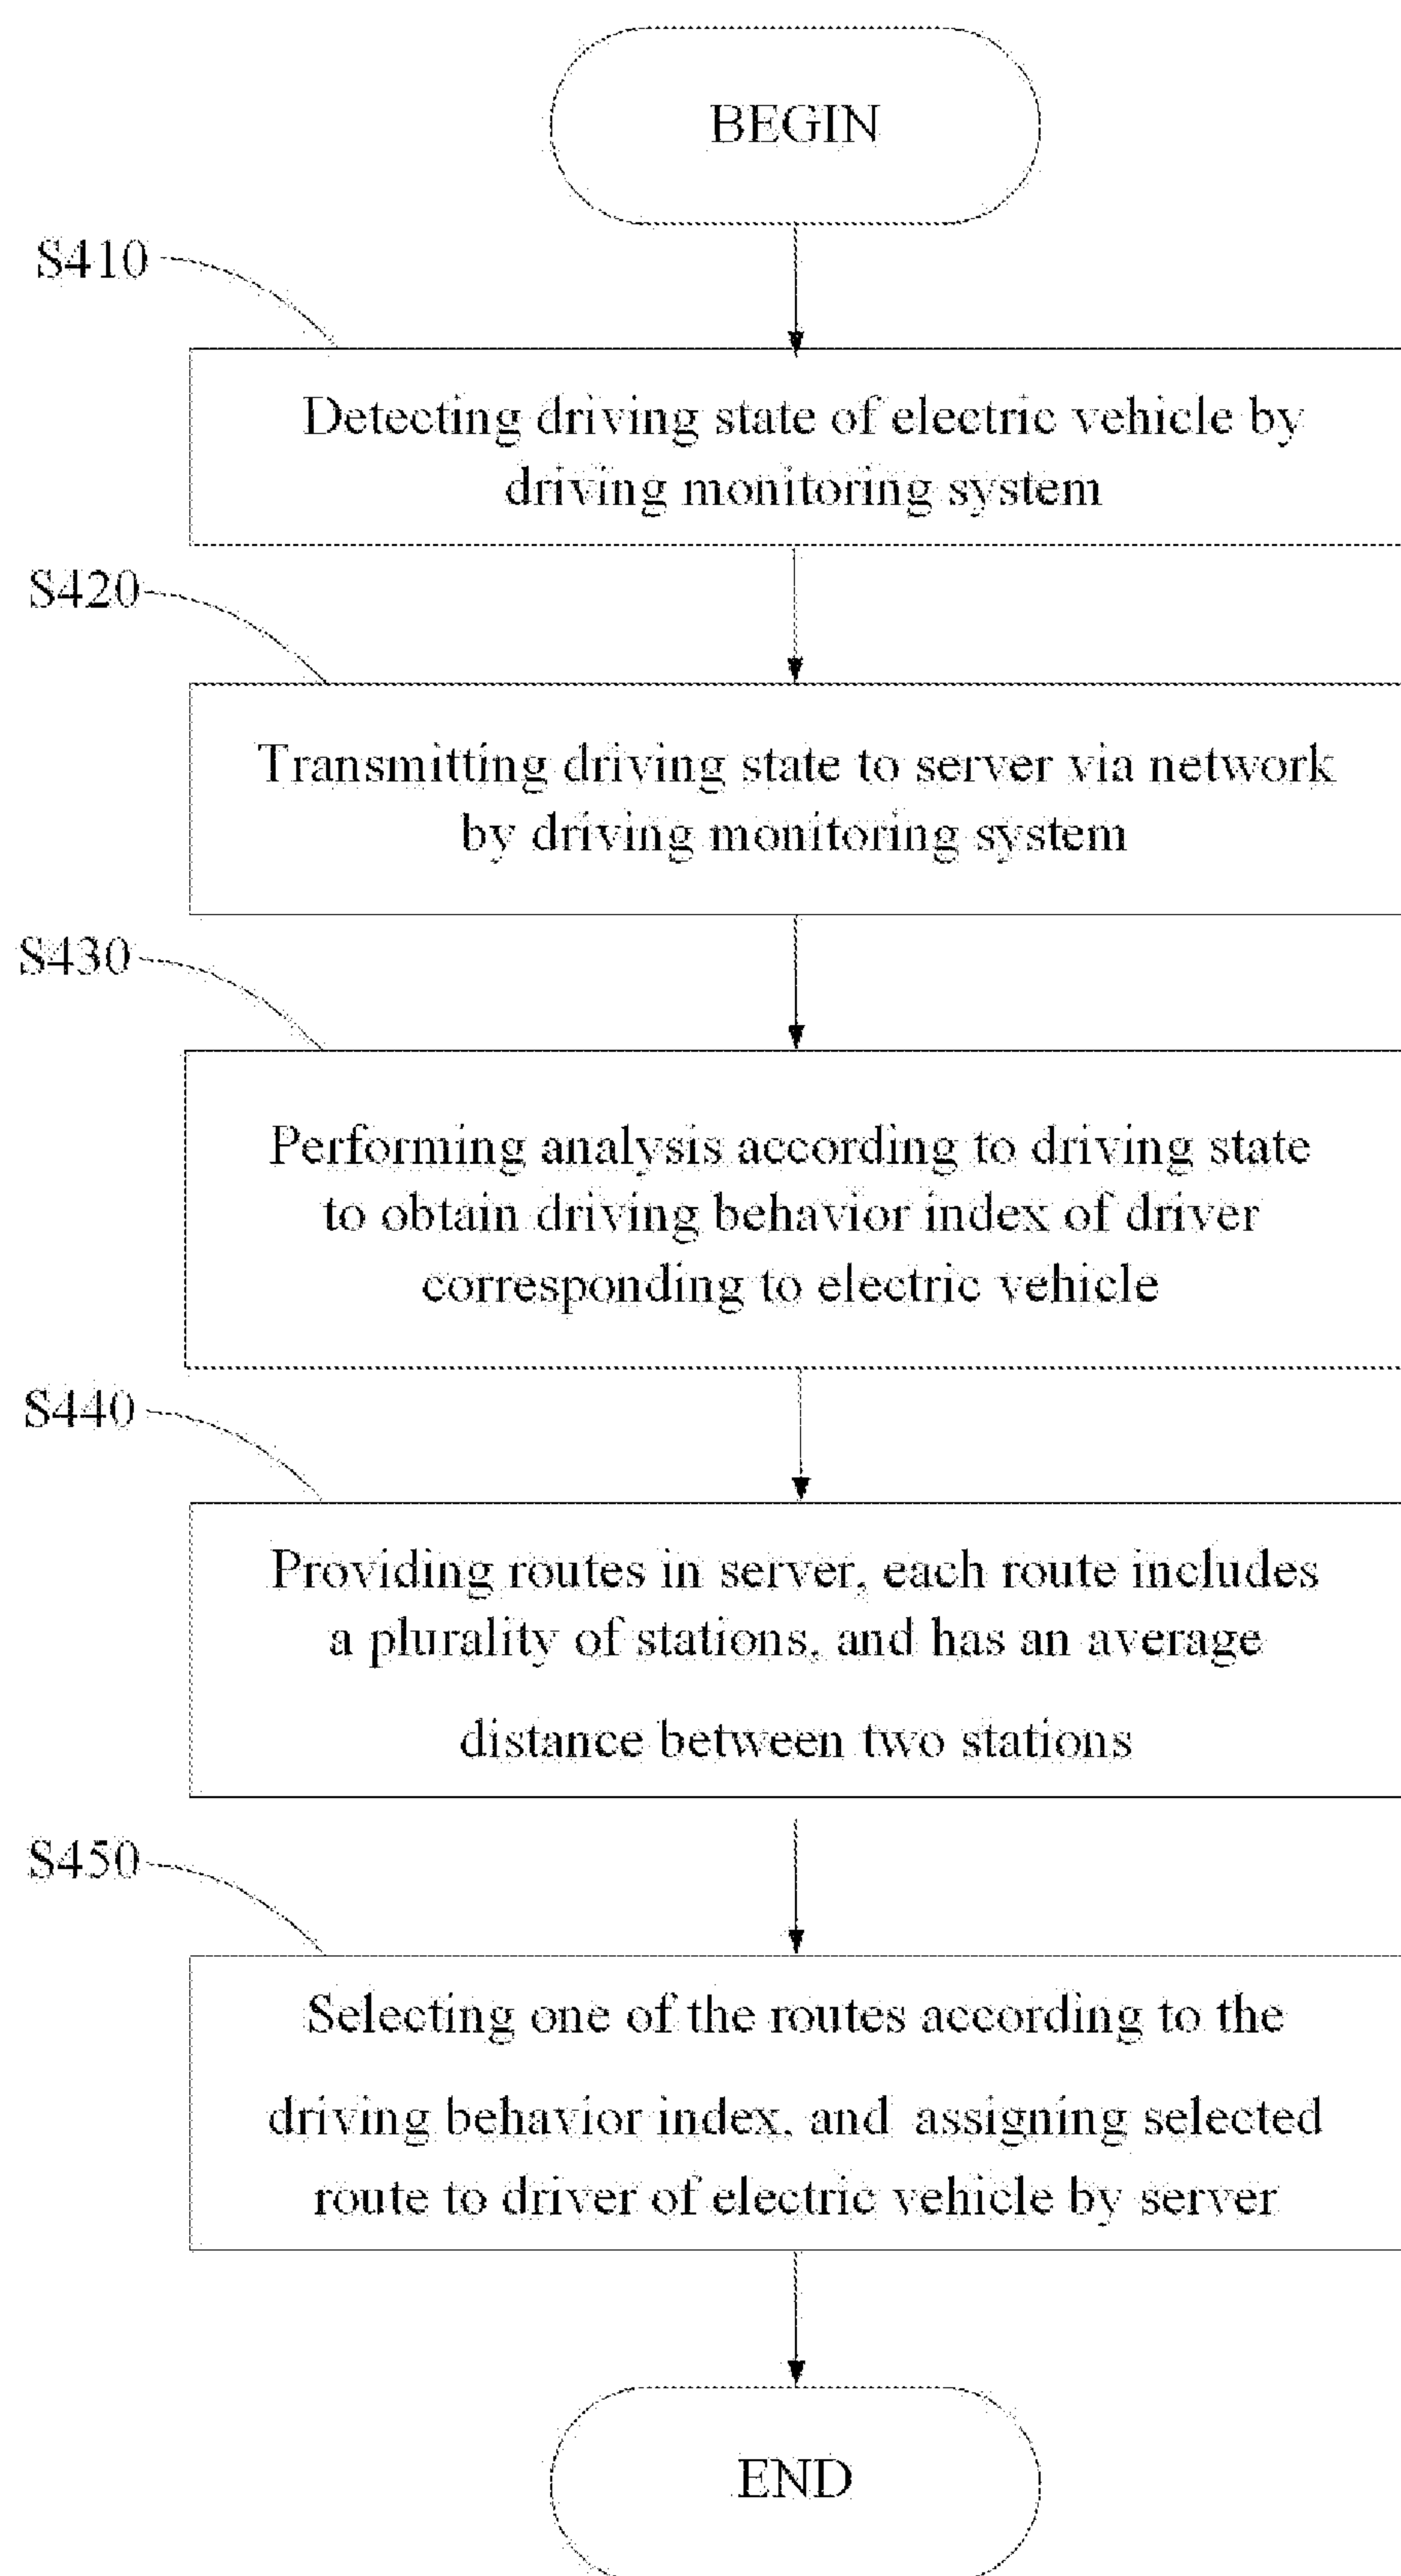 BEGIN
S410
Detecting driving state of electric vehicle by
driving monitoring system
S420
Transmitting driving state to server via network
by driving monitoring system
S430
Performing analysis according to driving state
to obtain driving behavior index of driver
corresponding to electric vehicle
S440
Providing routes in server, each route includes
a plurality of stations, and has an average
distance between two stations
S450
Selecting one of the routes according to the
driving behavior index, and assigning selected
route to driver of electric vehicle by server
END